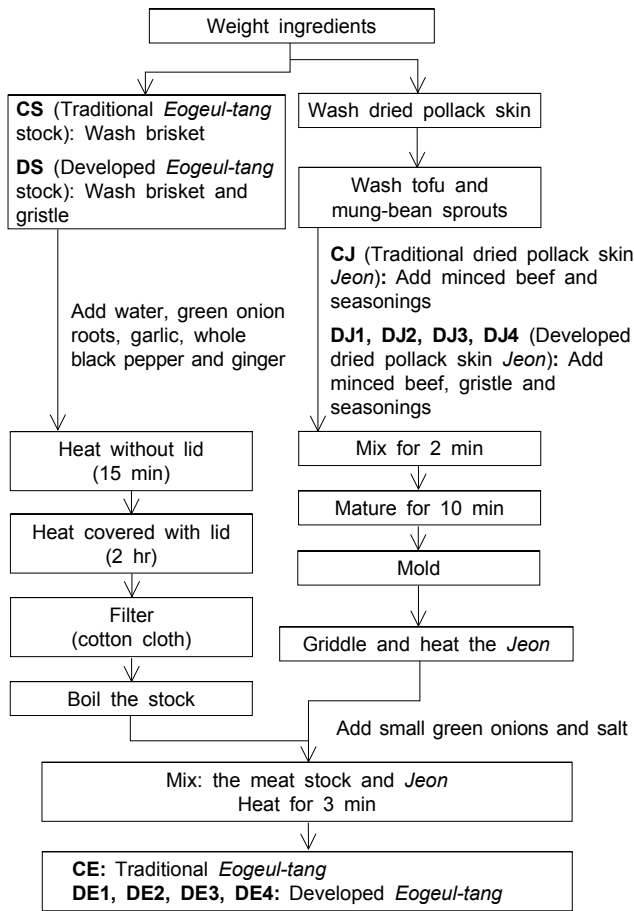 Weight ingredients
CS (Traditional Eogeul-tang
stock): Wash brisket
DS (Developed Eogeul-tang
stock): Wash brisket and
gristle
Wash dried pollack skin
Wash tofu and
mung-bean sprouts
CJ (Traditional dried pollack skin
Jeon): Add minced beef and
seasonings
DJ1, DJ2, DJ3, DJ4 (Developed
dried pollack skin Jeon): Add
minced beef, gristle and
seasonings
Add water, green onion
roots, garlic, whole
black pepper and ginger
Heat without lid
(15 min)
Heat covered with lid
(2 hr)
Filter
(cotton cloth)
Boil the stock
Mix for 2 min
Mature for 10 min
Mold
Griddle and heat the Jeon
Add small green onions and salt
Mix: the meat stock and Jeon
Heat for 3 min
CE: Traditional Eogeul-tang
DE1, DE2, DE3, DE4: Developed Eogeul-tang